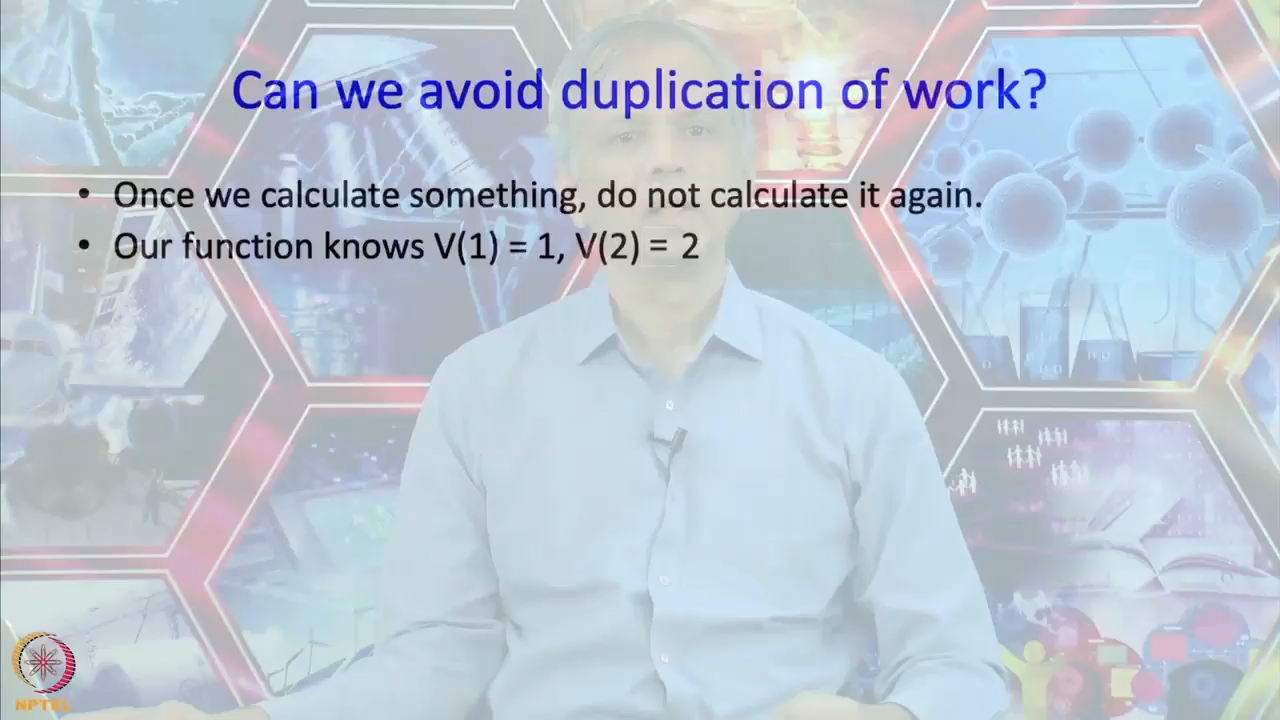 Can we avoid duplication of work?
• Once we calculate something, do not calculate it again.
• Our function knows V(1) = 1, V(2) = 2
NPTEL